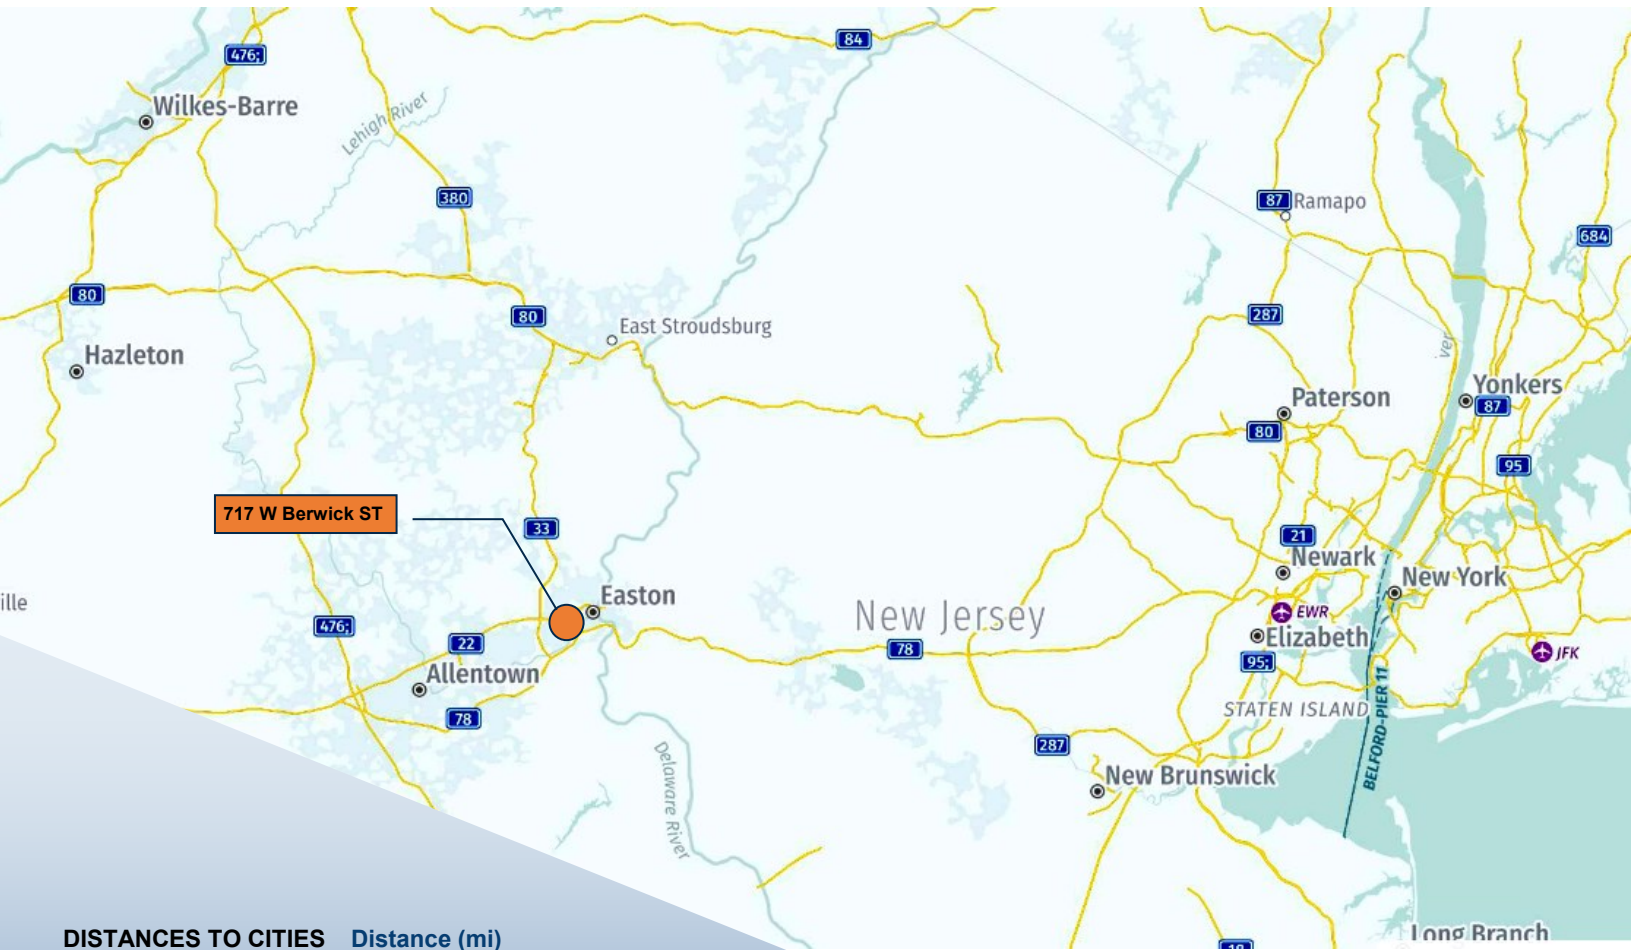 84
476;
Wilkes-Barre
Lehigh River
380
87
Ramapo
684
80
80
287
East Stroudsburg
ver
Hazleton
Yonkers
Paterson
87
80
95
717 W Berwick ST
33
21
Newark
New York
Easton
ille
New Jersey
EWR
476;
Elizabeth
22
78
JFK
95;
Allentown
BELFORD-PIER 11
STATEN ISLAND
78
287
Delaware River
New Brunswick
Long Branch
18
DISTANCES TO CITIES Distance (mi)